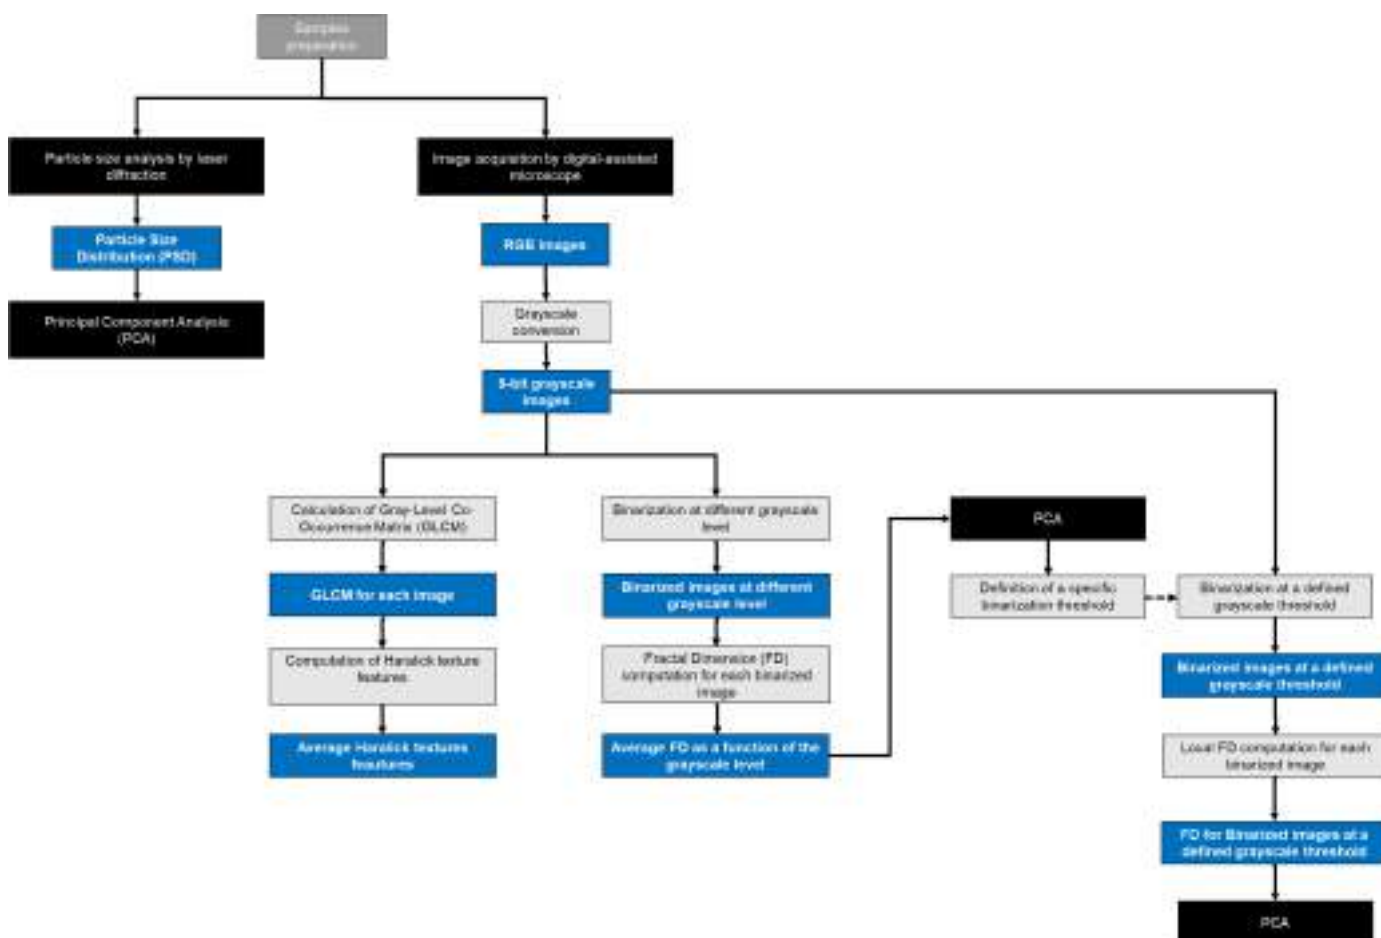 Particle size analysis by laser
diffraction
Image acquisition by digital-assisted
microscope
Particle Size
Distribution (PSD)
RGB images
Principal Component Analysis
(PCA)
Grayscale
conversion
8-bit grayscale
images
Calculation of Gray-Level Co-
Occurrence Matrix (GLCM)
Binarization at different grayscale
level
PCA
GLCM for each image
Binarized images at different
grayscale level
Definition of a specific
binarization threshold
Binarization at a defined
grayscale threshold
Computation of Haralick texture
features
Fractal Dimension (FD)
computation for each binarized
image
Binarized images at a defined
grayscale threshold
Average Haralick textures
feautures
Average FD as a function of the
grayscale level
Local FD computation for each
binarized image
FD for Binarized images at a
defined grayscale threshold
PCA